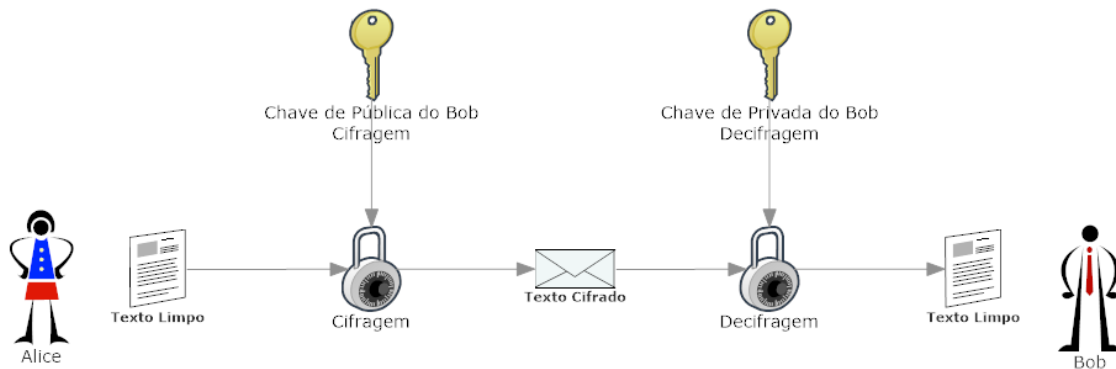 Chave de Pública do Bob
Cifragem
Chave de Privada do Bob
Decifragem
Texto Limpo
Cifragem
Texto Cifrado
Decifragem
Texto Limpo
Alice
Bob